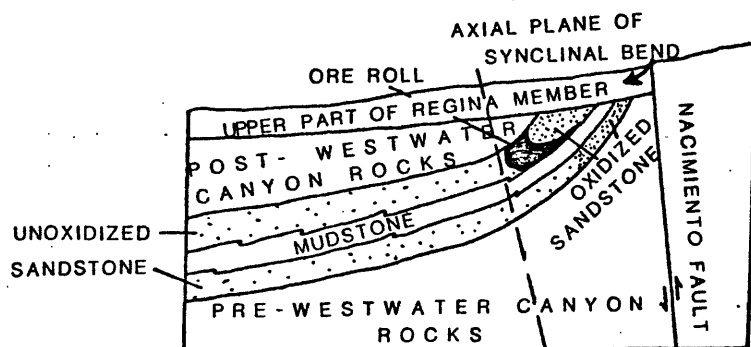 AXIAL PLANE OF
SYNCLINAL BEND
ORE ROLL
UPPER PART OF REGINA MEMBER
POST- WESTWATER
CANYON ROCKS
OXIDIZED
SANDSTONE
NACIMIENTO FAULT
UNOXIDIZED
SANDSTONE
MUDSTONE
PRE-WESTWATER CANYON
ROCKS